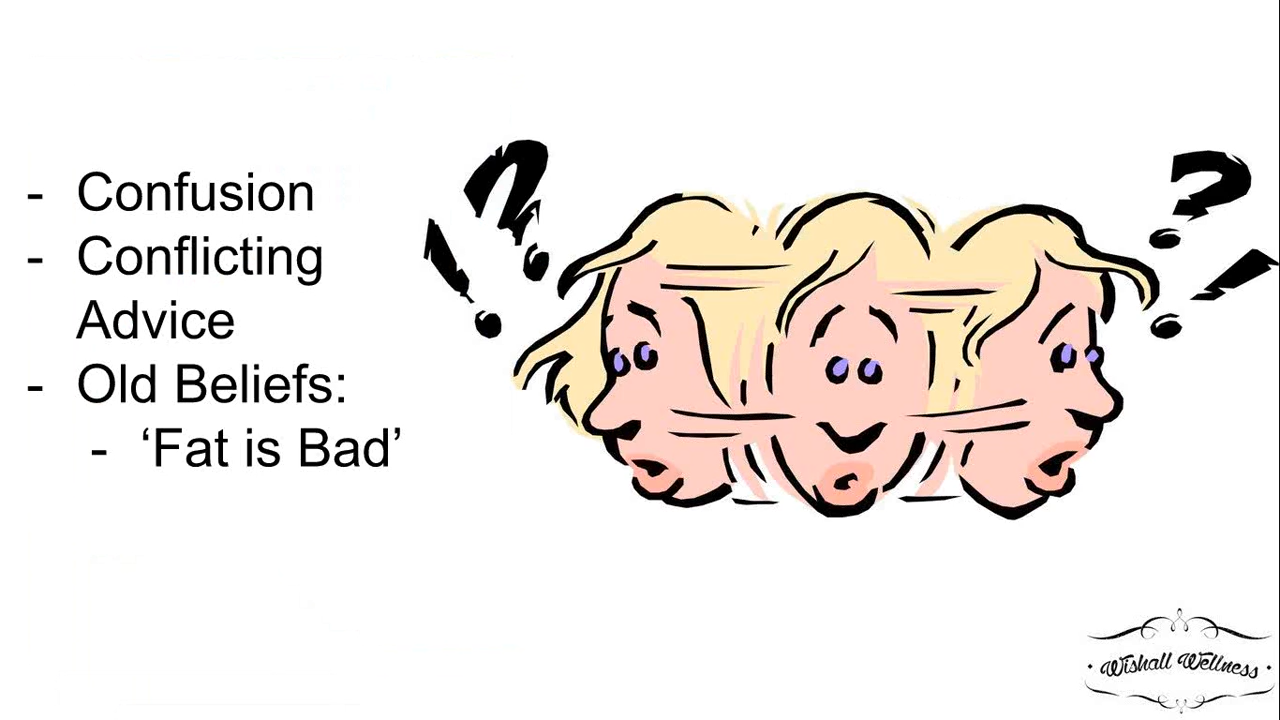 - Confusion
- Conflicting
Advice
- Old Beliefs:
- ‘Fat is Bad’
? ?
! !
· Wishall Wellness ·